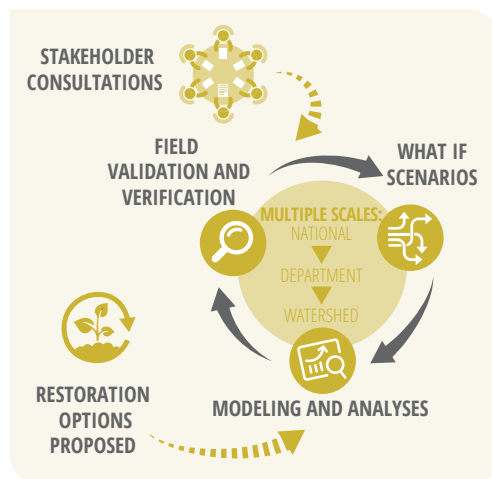 STAKEHOLDER
CONSULTATIONS
FIELD
VALIDATION AND
VERIFICATION
WHAT IF
SCENARIOS
MULTIPLE SCALES:
NATIONAL
DEPARTMENT
WATERSHED
MODELING AND ANALYSES
RESTORATION
OPTIONS
PROPOSED